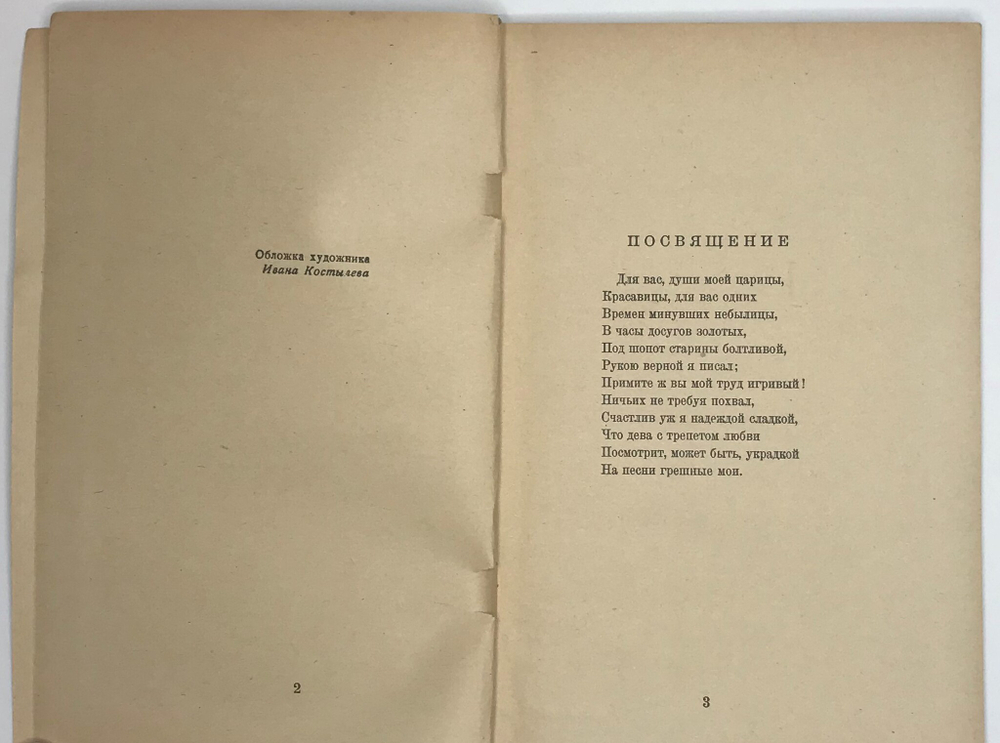 Обложка художника
Ивана Костылева
2
ПОСВЯЩЕНИЕ
Для вас, души моей царицы,
Красавицы, для вас одних
Времен минувших небылицы,
В часы досугов золотых,
Под шопот старины болтливой,
Рукою верной я писал;
Примите ж вы мой труд игривый!
Ничьих не требуя похвал,
Счастлив уж я надеждой сладкой,
Что дева с трепетом любви
Посмотрит, может быть, украдкой
На песни грешные мои.
3